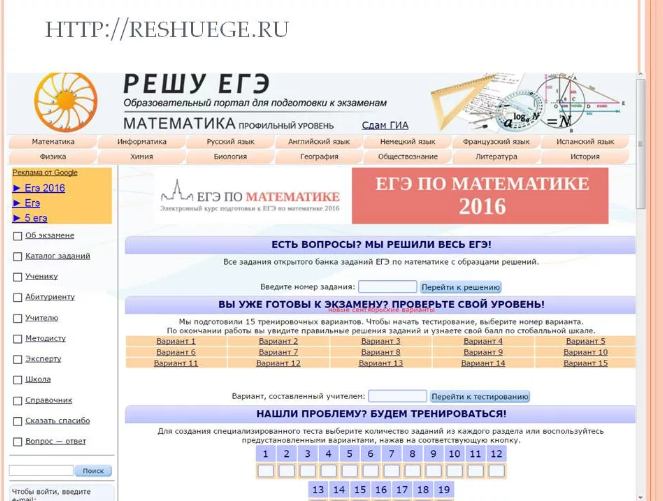 HTTP://RESHUEGE.RU
РЕШУ ЕГЭ
Образовательный портал для подготовки к экзаменам
МАТЕМАТИКА ПРОФИЛЬНЫЙ УРОВЕНЬ Сдам ГИА
a^log_a N = N
Математика Информатика Русский язык Английский язык Немецкий язык Французский язык Испанский язык
Физика Химия Биология География Обществознание Литература История
Реклама от Google
► Егэ 2016
► Егэ
► 5 егэ
Об экзамене
Каталог заданий
Ученику
Абитуриенту
Учителю
Методисту
Эксперту
Школа
Справочник
Сказать спасибо
Вопрос — ответ
Поиск
Чтобы войти, введите
e-mail:
ЕГЭ ПО МАТЕМАТИКЕ
Электронный курс подготовки к ЕГЭ по математике 2016
ЕГЭ ПО МАТЕМАТИКЕ
2016
ЕСТЬ ВОПРОСЫ? МЫ РЕШИЛИ ВЕСЬ ЕГЭ!
Все задания открытого банка заданий ЕГЭ по математике с образцами решений.
Введите номер задания: Перейти к решению
ВЫ УЖЕ ГОТОВЫ К ЭКЗАМЕНУ? ПРОВЕРЬТЕ СВОЙ УРОВЕНЬ!
новые сентябрьские варианты
Мы подготовили 15 тренировочных вариантов. Чтобы начать тестирование, выберите номер варианта.
По окончании работы вы увидите правильные решения заданий и узнаете свой балл по стобалльной шкале.
Вариант 1 Вариант 2 Вариант 3 Вариант 4 Вариант 5
Вариант 6 Вариант 7 Вариант 8 Вариант 9 Вариант 10
Вариант 11 Вариант 12 Вариант 13 Вариант 14 Вариант 15
Вариант, составленный учителем: Перейти к тестированию
НАШЛИ ПРОБЛЕМУ? БУДЕМ ТРЕНИРОВАТЬСЯ!
Для создания специализированного теста выберите количество заданий из каждого раздела или воспользуйтесь
предустановленными вариантами, нажав на соответствующую кнопку.
1 2 3 4 5 6 7 8 9 10 11 12
13 14 15 16 17 18 19